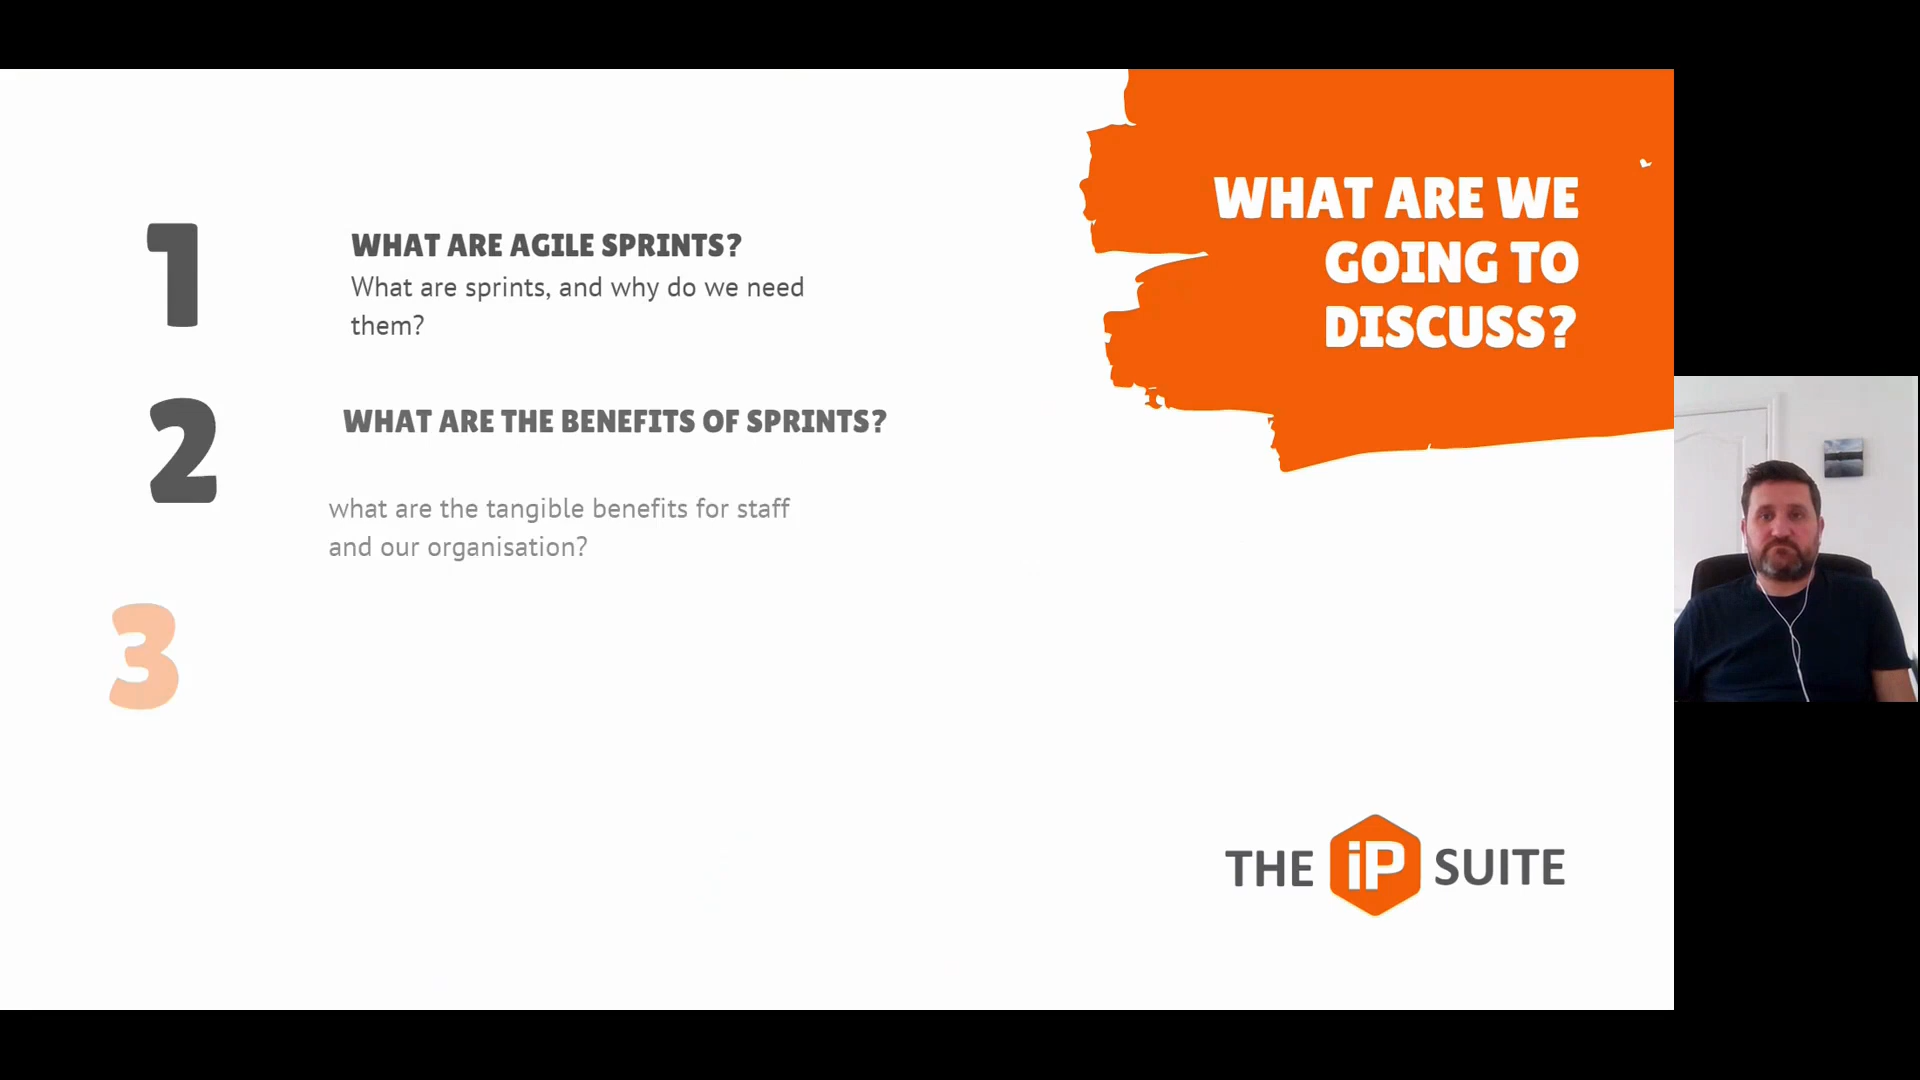 WHAT ARE WE
GOING TO
DISCUSS?
1
WHAT ARE AGILE SPRINTS?
What are sprints, and why do we need
them?
2
WHAT ARE THE BENEFITS OF SPRINTS?
what are the tangible benefits for staff
and our organisation?
3
THE iP SUITE